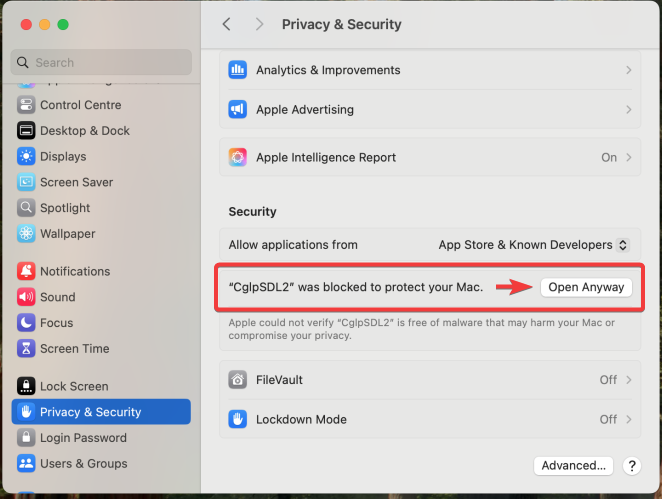 Privacy & Security
Search
Control Centre
Desktop & Dock
Displays
Screen Saver
Spotlight
Wallpaper
Notifications
Sound
Focus
Screen Time
Lock Screen
Privacy & Security
Login Password
Users & Groups
Analytics & Improvements
Apple Advertising
Apple Intelligence Report On
Security
Allow applications from App Store & Known Developers
“CglpSDL2” was blocked to protect your Mac. Open Anyway
Apple could not verify “CglpSDL2” is free of malware that may harm your Mac or
compromise your privacy.
FileVault Off
Lockdown Mode Off
Advanced... ?